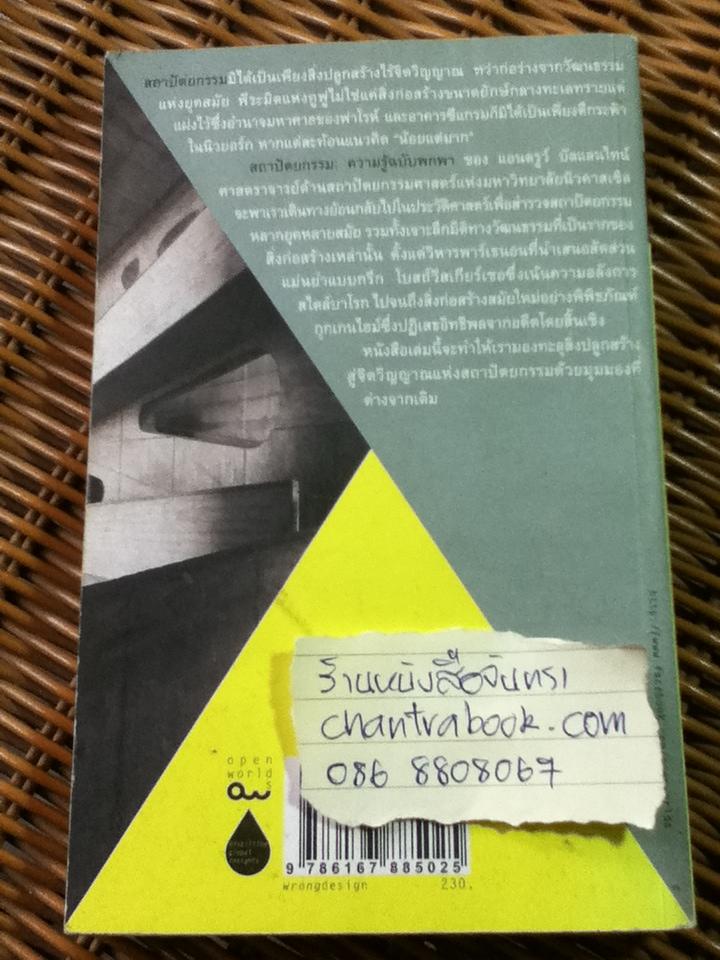 สถาปัตยกรรมมิได้เป็นเพียงสิ่งปลูกสร้างไร้จิตวิญญาณ ทว่าก่อร่างจากวัฒนธรรม
แห่งยุคสมัย พีระมิดแห่งคูฟูไม่ใช่แค่สิ่งก่อสร้างขนาดยักษ์กลางทะเลทรายแต่
แฝงไว้ซึ่งอำนาจมหาศาลของฟาโรห์ และอาคารซีแกรมก็มิได้เป็นเพียงตึกระฟ้า
ในนิวยอร์ก หากแต่สะท้อนแนวคิด "น้อยแต่มาก"
สถาปัตยกรรม: ความรู้ฉบับพกพา ของ แอนดรูว์ บัลแลนไทน์
ศาสตราจารย์ด้านสถาปัตยกรรมศาสตร์แห่งมหาวิทยาลัยนิวคาสเซิล
จะพาเราเดินทางย้อนกลับไปในประวัติศาสตร์เพื่อสำรวจสถาปัตยกรรม
หลากยุคหลายสมัย รวมทั้งเจาะลึกมิติทางวัฒนธรรมที่เป็นรากของ
สิ่งก่อสร้างเหล่านั้น ตั้งแต่วิหารพาร์เธนอนที่นำเสนอสัดส่วน
แม่นยำแบบกรีก โบสถ์วีสเกียร์เชอซึ่งเน้นความอลังการ
สไตล์บาโรก ไปจนถึงสิ่งก่อสร้างสมัยใหม่อย่างพิพิธภัณฑ์
กุกเกนไฮม์ซึ่งปฏิเสธอิทธิพลจากอดีตโดยสิ้นเชิง
หนังสือเล่มนี้จะทำให้เรามองทะลุสิ่งปลูกสร้าง
สู่จิตวิญญาณแห่งสถาปัตยกรรมด้วยมุมมองที่
ต่างจากเดิม
ร้านหนังสือจันทรา
chantrabook.com
086 8808067
open
world
s
9 786167 885025
wrongdesign 230.